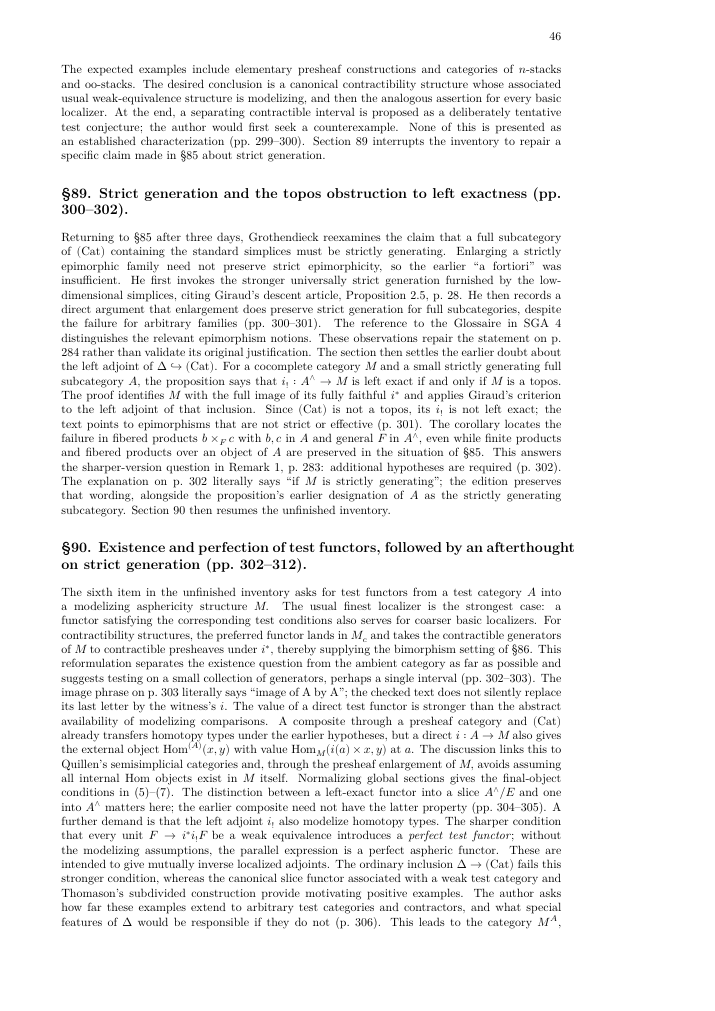 46
The expected examples include elementary presheaf constructions and categories of n-stacks
and oo-stacks. The desired conclusion is a canonical contractibility structure whose associated
usual weak-equivalence structure is modelizing, and then the analogous assertion for every basic
localizer. At the end, a separating contractible interval is proposed as a deliberately tentative
test conjecture; the author would first seek a counterexample. None of this is presented as
an established characterization (pp. 299–300). Section 89 interrupts the inventory to repair a
specific claim made in §85 about strict generation.
§89. Strict generation and the topos obstruction to left exactness (pp.
300–302).
Returning to §85 after three days, Grothendieck reexamines the claim that a full subcategory
of (Cat) containing the standard simplices must be strictly generating. Enlarging a strictly
epimorphic family need not preserve strict epimorphicity, so the earlier “a fortiori” was
insufficient. He first invokes the stronger universally strict generation furnished by the low-
dimensional simplices, citing Giraud’s descent article, Proposition 2.5, p. 28. He then records a
direct argument that enlargement does preserve strict generation for full subcategories, despite
the failure for arbitrary families (pp. 300–301). The reference to the Glossaire in SGA 4
distinguishes the relevant epimorphism notions. These observations repair the statement on p.
284 rather than validate its original justification. The section then settles the earlier doubt about
the left adjoint of Δ ↪ (Cat). For a cocomplete category M and a small strictly generating full
subcategory A, the proposition says that i! : A^ → M is left exact if and only if M is a topos.
The proof identifies M with the full image of its fully faithful i* and applies Giraud’s criterion
to the left adjoint of that inclusion. Since (Cat) is not a topos, its i! is not left exact; the
text points to epimorphisms that are not strict or effective (p. 301). The corollary locates the
failure in fibered products b ×_F c with b, c in A and general F in A^, even while finite products
and fibered products over an object of A are preserved in the situation of §85. This answers
the sharper-version question in Remark 1, p. 283: additional hypotheses are required (p. 302).
The explanation on p. 302 literally says “if M is strictly generating”; the edition preserves
that wording, alongside the proposition’s earlier designation of A as the strictly generating
subcategory. Section 90 then resumes the unfinished inventory.
§90. Existence and perfection of test functors, followed by an afterthought
on strict generation (pp. 302–312).
The sixth item in the unfinished inventory asks for test functors from a test category A into
a modelizing asphericity structure M. The usual finest localizer is the strongest case: a
functor satisfying the corresponding test conditions also serves for coarser basic localizers. For
contractibility structures, the preferred functor lands in M_c and takes the contractible generators
of M to contractible presheaves under i*, thereby supplying the bimorphism setting of §86. This
reformulation separates the existence question from the ambient category as far as possible and
suggests testing on a small collection of generators, perhaps a single interval (pp. 302–303). The
image phrase on p. 303 literally says “image of A by A”; the checked text does not silently replace
its last letter by the witness’s i. The value of a direct test functor is stronger than the abstract
availability of modelizing comparisons. A composite through a presheaf category and (Cat)
already transfers homotopy types under the earlier hypotheses, but a direct i : A → M also gives
the external object Hom^(A)(x, y) with value Hom_M(i(a) × x, y) at a. The discussion links this to
Quillen’s semisimplicial categories and, through the presheaf enlargement of M, avoids assuming
all internal Hom objects exist in M itself. Normalizing global sections gives the final-object
conditions in (5)–(7). The distinction between a left-exact functor into a slice A^/E and one
into A^ matters here; the earlier composite need not have the latter property (pp. 304–305). A
further demand is that the left adjoint i! also modelize homotopy types. The sharper condition
that every unit F → i*i!F be a weak equivalence introduces a perfect test functor; without
the modelizing assumptions, the parallel expression is a perfect aspheric functor. These are
intended to give mutually inverse localized adjoints. The ordinary inclusion Δ → (Cat) fails this
stronger condition, whereas the canonical slice functor associated with a weak test category and
Thomason’s subdivided construction provide motivating positive examples. The author asks
how far these examples extend to arbitrary test categories and contractors, and what special
features of Δ would be responsible if they do not (p. 306). This leads to the category M^A,